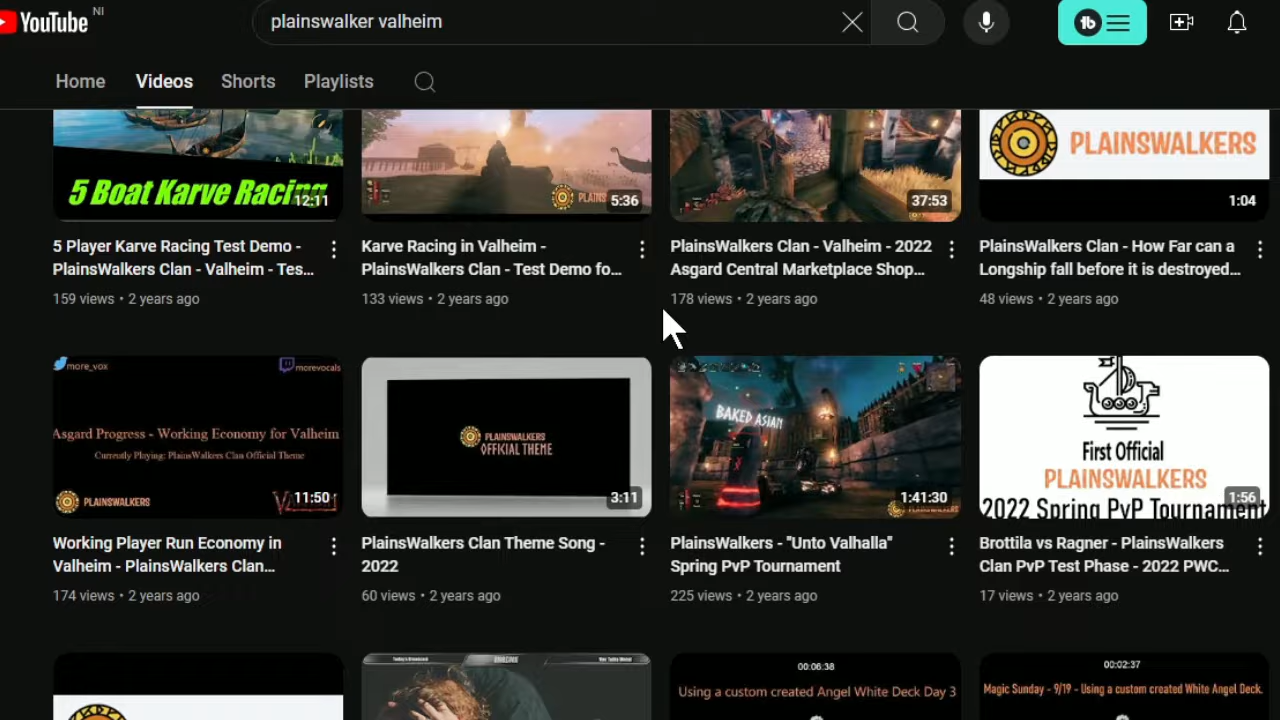 YouTube NI
plainswalker valheim
tb
Home Videos Shorts Playlists
5 Boat Karve Racing
12:11
PLAINS
5:36
37:53
PLAINSWALKERS
1:04
5 Player Karve Racing Test Demo -
PlainsWalkers Clan - Valheim - Tes...
159 views • 2 years ago
Karve Racing in Valheim -
PlainsWalkers Clan - Test Demo fo...
133 views • 2 years ago
PlainsWalkers Clan - Valheim - 2022
Asgard Central Marketplace Shop...
178 views • 2 years ago
PlainsWalkers Clan - How Far can a
Longship fall before it is destroyed...
48 views • 2 years ago
more_vox
morevocals
Asgard Progress - Working Economy for Valheim
Currently Playing: PlainsWalkers Clan Official Theme
PLAINSWALKERS
11:50
PLAINSWALKERS
OFFICIAL THEME
3:11
BAKED ASIAN
1:41:30
First Official
PLAINSWALKERS
2022 Spring PvP Tournament
1:56
Working Player Run Economy in
Valheim - PlainsWalkers Clan...
174 views • 2 years ago
PlainsWalkers Clan Theme Song -
2022
60 views • 2 years ago
PlainsWalkers - "Unto Valhalla"
Spring PvP Tournament
225 views • 2 years ago
Brottila vs Ragner - PlainsWalkers
Clan PvP Test Phase - 2022 PWC...
17 views • 2 years ago
00:06:38
Using a custom created Angel White Deck Day 3
00:02:37
Magic Sunday - 9/19 - Using a custom created White Angel Deck.